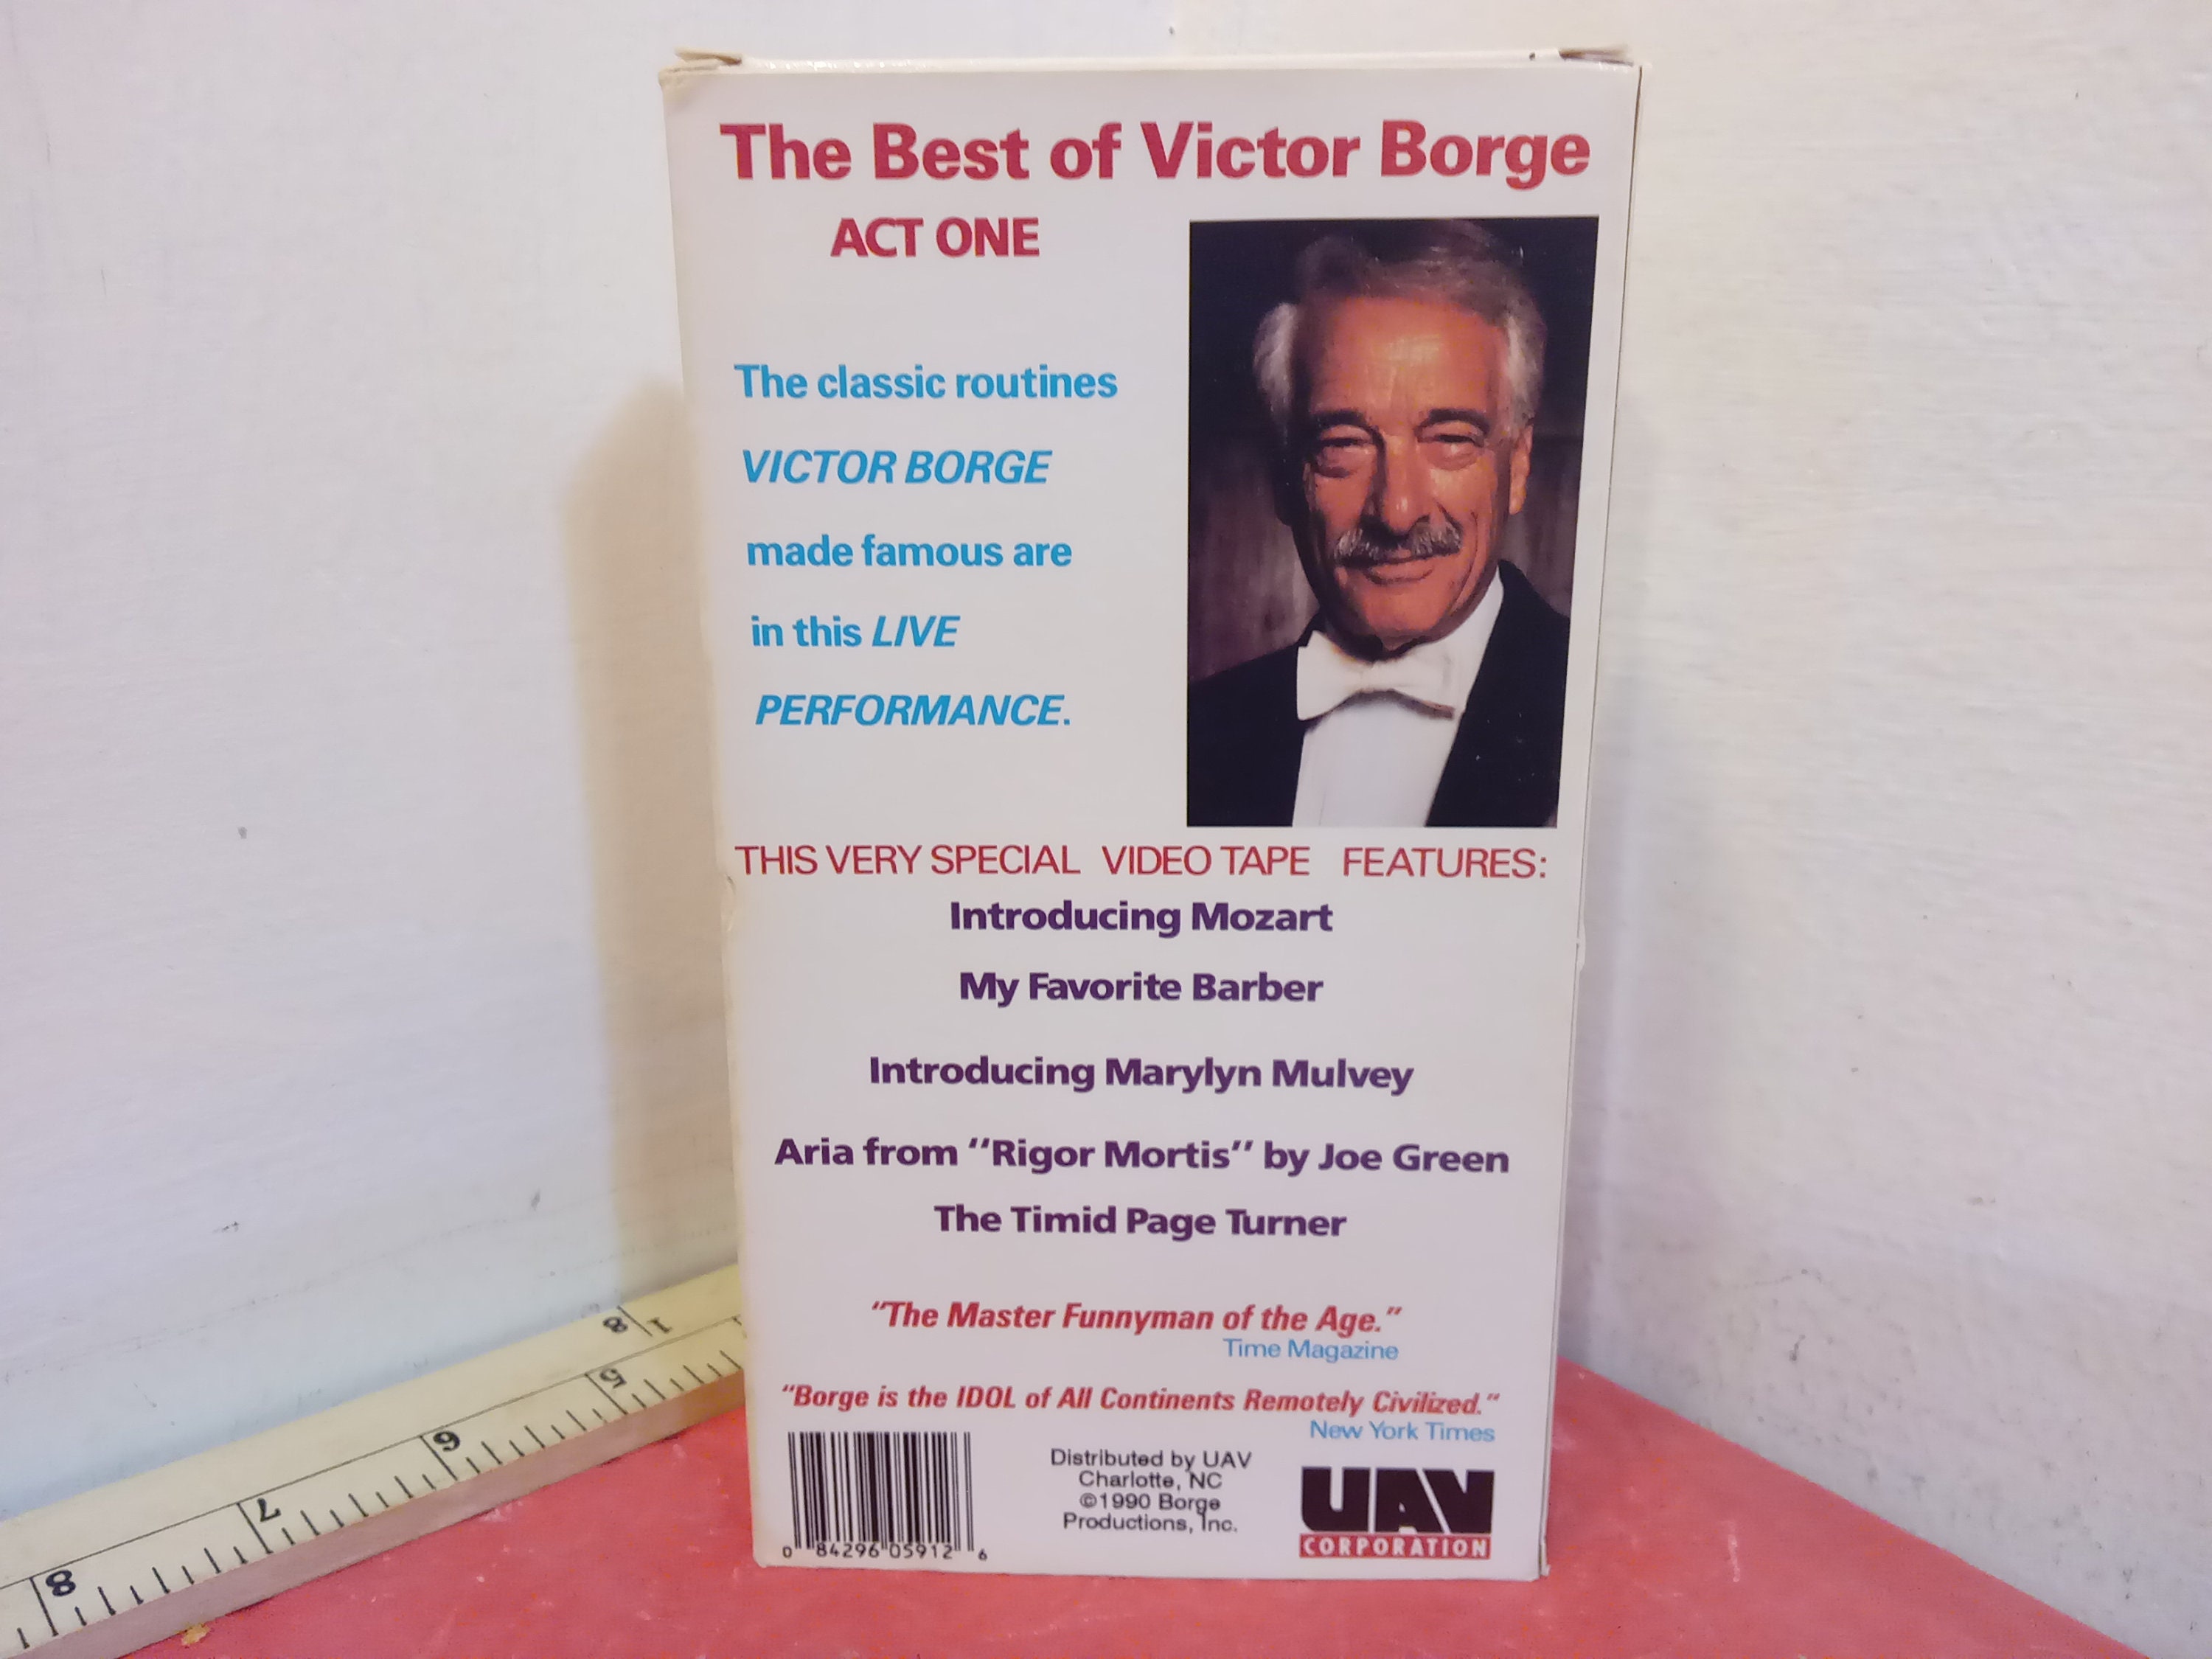 The Best of Victor Borge
ACT ONE
The classic routines
VICTOR BORGE
made famous are
in this LIVE
PERFORMANCE.
THIS VERY SPECIAL VIDEO TAPE FEATURES:
Introducing Mozart
My Favorite Barber
Introducing Marylyn Mulvey
Aria from "Rigor Mortis" by Joe Green
The Timid Page Turner
"The Master Funnyman of the Age."
Time Magazine
"Borge is the IDOL of All Continents Remotely Civilized."
New York Times
Distributed by UAV
Charlotte, NC
©1990 Borge
Productions, Inc.
UAV
CORPORATION
0 84296 05912 6
8 7 6 5
1/8